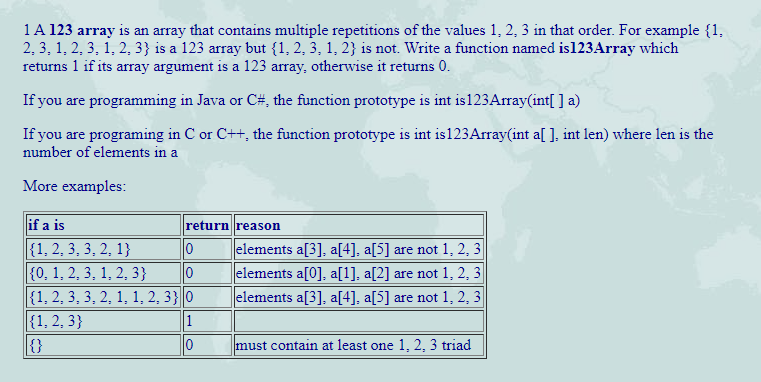 1 A 123 array is an array that contains multiple repetitions of the values 1, 2, 3 in that order. For example {1,
2, 3, 1, 2, 3, 1, 2, 3} is a 123 array but {1, 2, 3, 1, 2} is not. Write a function named is123Array which
returns 1 if its array argument is a 123 array, otherwise it returns 0.
If you are programming in Java or C#, the function prototype is int is123Array(int[ ] a)
If you are programing in C or C++, the function prototype is int is123Array(int a[ ], int len) where len is the
number of elements in a
More examples:
if a is return reason
{1, 2, 3, 3, 2, 1} 0 elements a[3], a[4], a[5] are not 1, 2, 3
{0, 1, 2, 3, 1, 2, 3} 0 elements a[0], a[1], a[2] are not 1, 2, 3
{1, 2, 3, 3, 2, 1, 1, 2, 3} 0 elements a[3], a[4], a[5] are not 1, 2, 3
{1, 2, 3} 1
{} 0 must contain at least one 1, 2, 3 triad